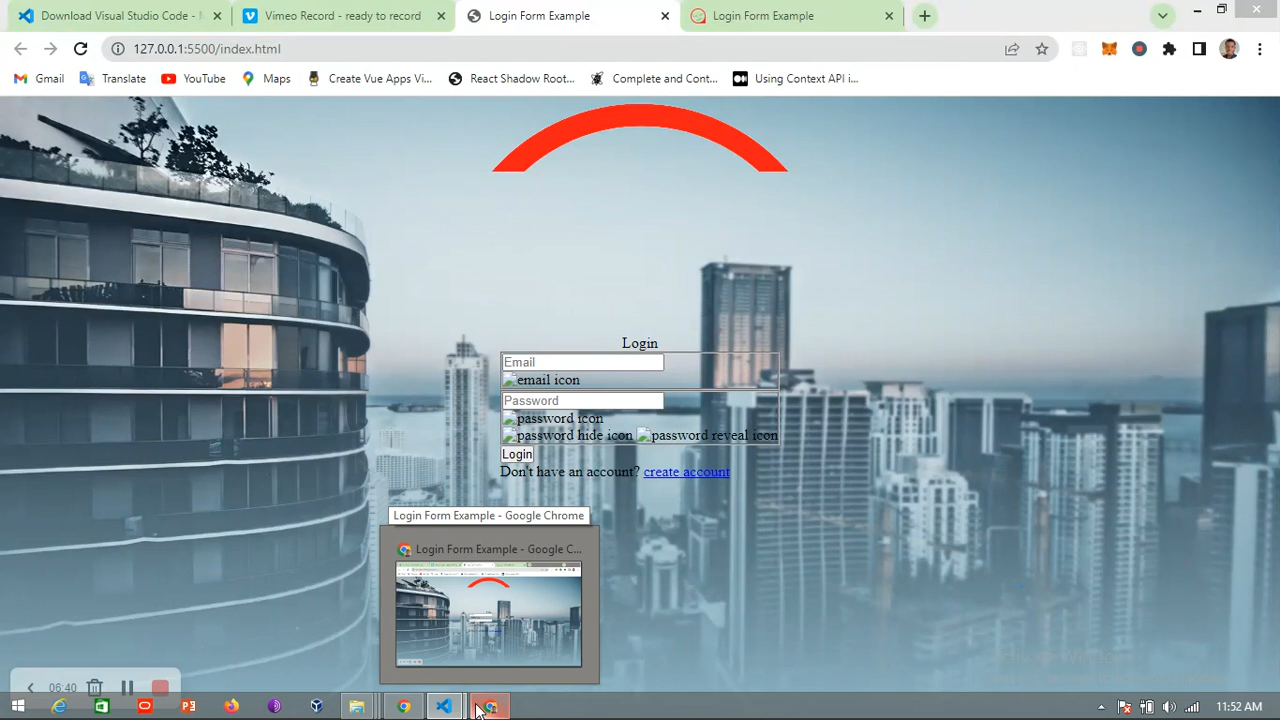 Download Visual Studio Code -
Vimeo Record - ready to record
Login Form Example
Login Form Example
127.0.0.1:5500/index.html
Gmail
Translate
YouTube
Maps
Create Vue Apps Vi...
React Shadow Root...
Complete and Cont...
Using Context API i...
Login
Email
email icon
Password
password icon
password hide icon
password reveal icon
Login
Don't have an account? create account
Login Form Example - Google Chrome
Login Form Example - Google C...
06:40
11:52 AM